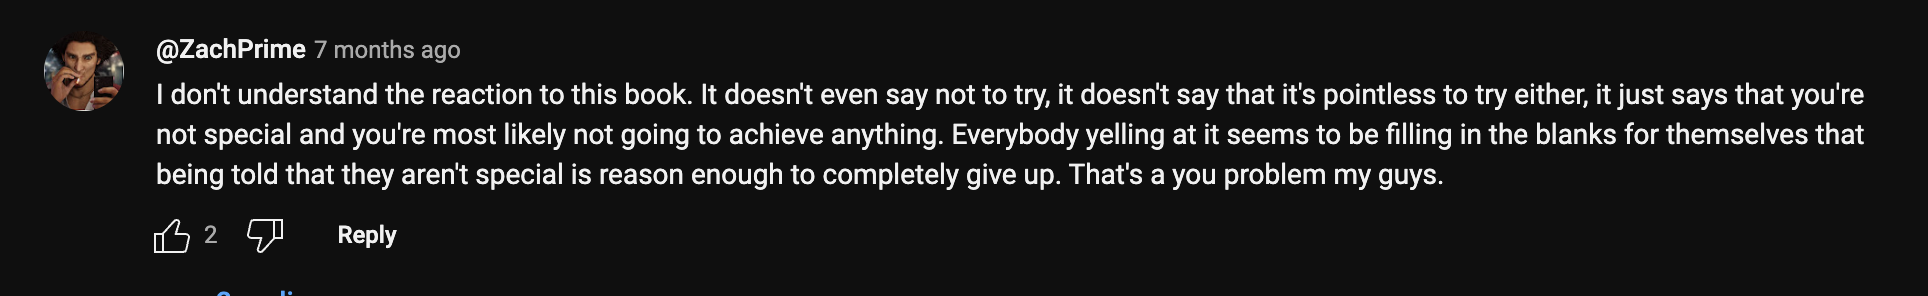 @ZachPrime 7 months ago
I don't understand the reaction to this book. It doesn't even say not to try, it doesn't say that it's pointless to try either, it just says that you're
not special and you're most likely not going to achieve anything. Everybody yelling at it seems to be filling in the blanks for themselves that
being told that they aren't special is reason enough to completely give up. That's a you problem my guys.
2 Reply